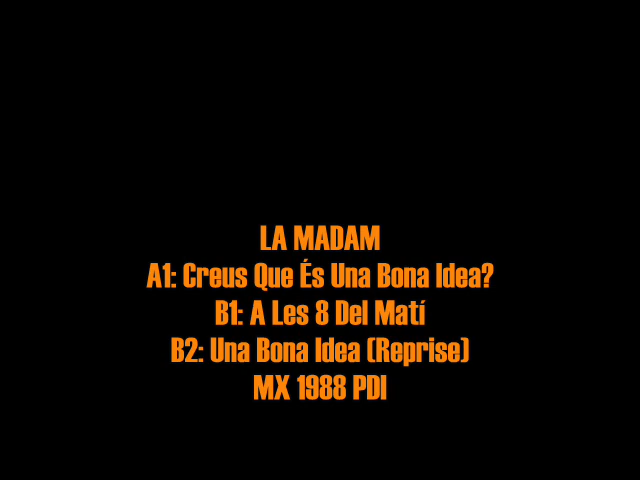 LA MADAM
A1: Creus Que És Una Bona Idea?
B1: A Les 8 Del Matí
B2: Una Bona Idea (Reprise)
MX 1988 PDI